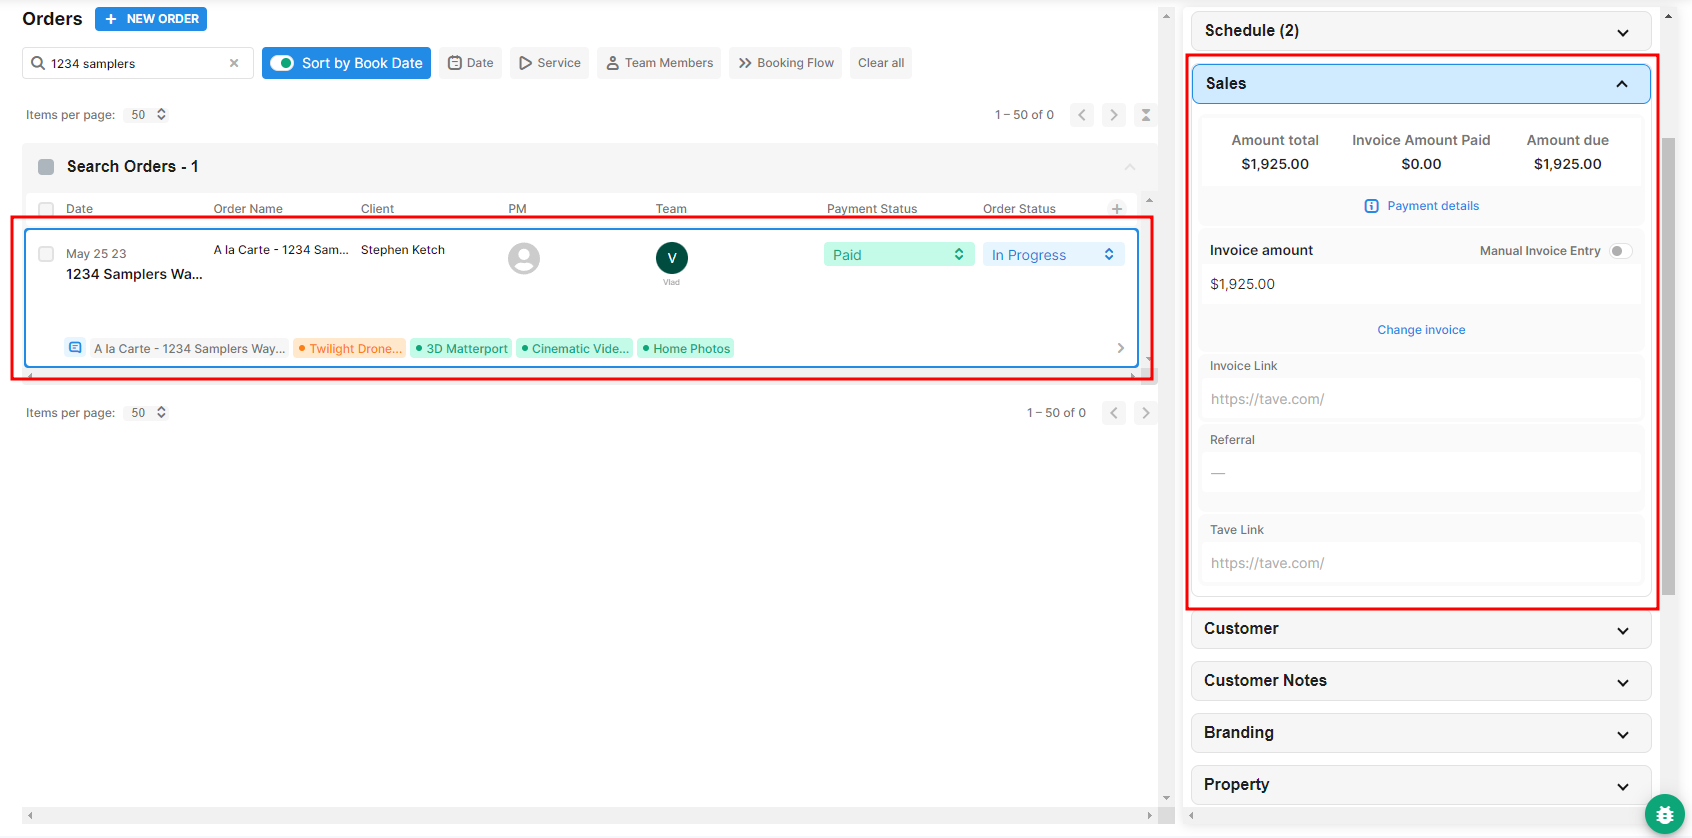 Orders
+ NEW ORDER
1234 samplers
Sort by Book Date
Date
Service
Team Members
Booking Flow
Clear all
Items per page: 50
1 – 50 of 0
Search Orders - 1
Date Order Name Client PM Team Payment Status Order Status
May 25 23
1234 Samplers Wa...
A la Carte - 1234 Sam...
Stephen Ketch
V
Vlad
Paid
In Progress
A la Carte - 1234 Samplers Way...
Twilight Drone...
3D Matterport
Cinematic Vide...
Home Photos
Items per page: 50
1 – 50 of 0
Schedule (2)
Sales
Amount total Invoice Amount Paid Amount due
$1,925.00 $0.00 $1,925.00
Payment details
Invoice amount
Manual Invoice Entry
$1,925.00
Change invoice
Invoice Link
https://tave.com/
Referral
—
Tave Link
https://tave.com/
Customer
Customer Notes
Branding
Property